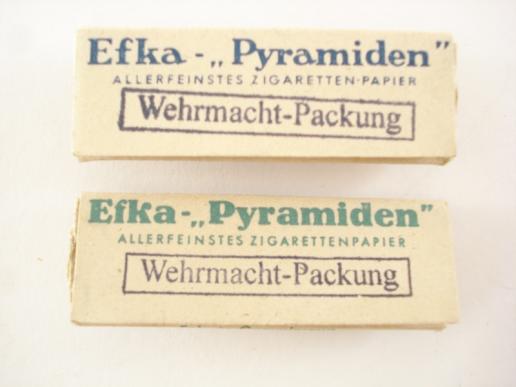 Efka-„Pyramiden"
ALLERFEINSTES ZIGARETTEN-PAPIER
Wehrmacht-Packung
Efka-„Pyramiden"
ALLERFEINSTES ZIGARETTENPAPIER
Wehrmacht-Packung